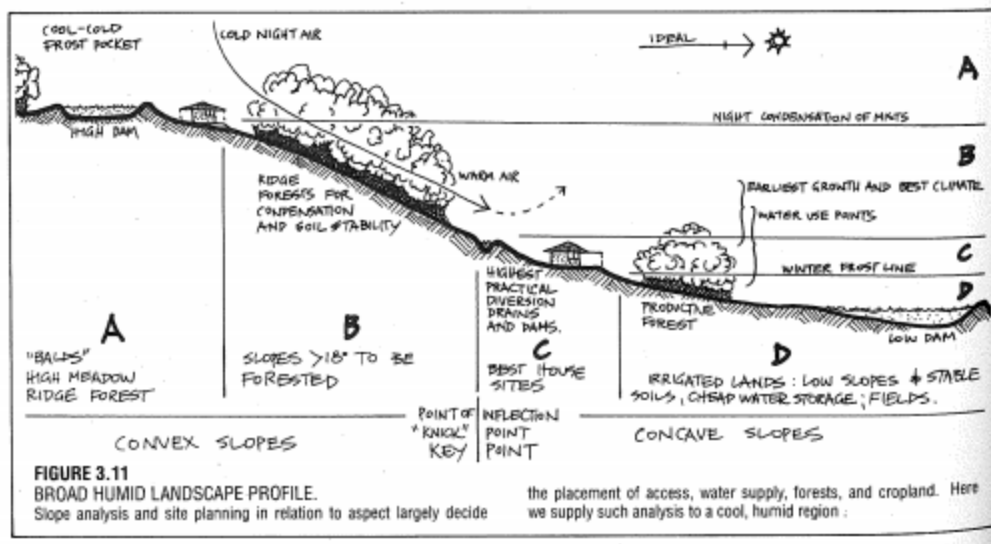 COOL-COLD
FROST POCKET
COLD NIGHT AIR
IDEAL
A
HIGH DAM
NIGHT CONDENSATION OF MISTS
B
WARM AIR
EARLIEST GROWTH AND BEST CLIMATE
WATER USE POINTS
RIDGE
FORESTS FOR
CONDENSATION
AND SOIL STABILITY
C
WINTER FROST LINE
D
HIGHEST
PRACTICAL
DIVERSION
DRAINS
AND DAMS.
PRODUCTIVE
FOREST
LOW DAM
A
"BALDS"
HIGH MEADOW
RIDGE FOREST
B
SLOPES >18° TO BE
FORESTED
C
BEST HOUSE
SITES
D
IRRIGATED LANDS: LOW SLOPES & STABLE
SOILS, CHEAP WATER STORAGE; FIELDS.
CONVEX SLOPES
POINT OF INFLECTION
"KNICK" POINT
KEY POINT
CONCAVE SLOPES
FIGURE 3.11
BROAD HUMID LANDSCAPE PROFILE.
Slope analysis and site planning in relation to aspect largely decide
the placement of access, water supply, forests, and cropland. Here
we supply such analysis to a cool, humid region.